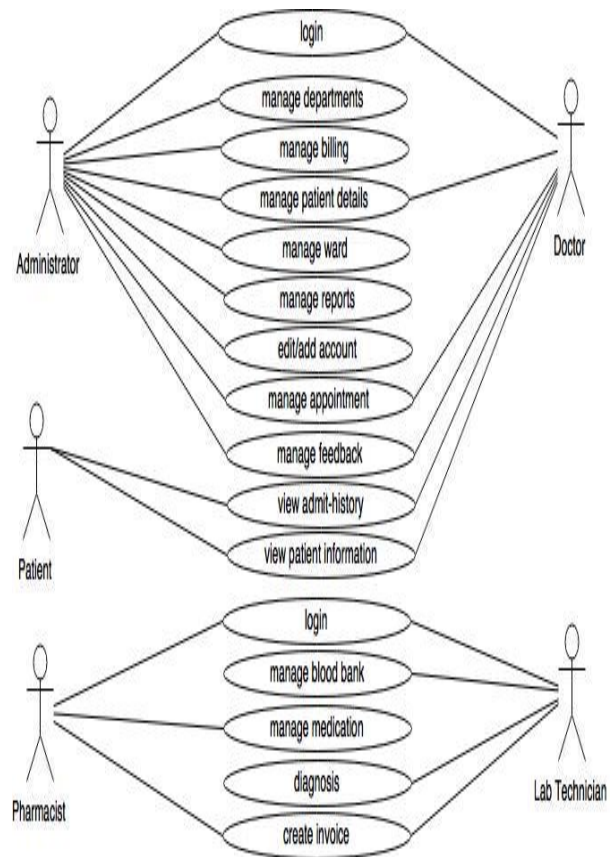 login
manage departments
manage billing
manage patient details
Administrator
Doctor
manage ward
manage reports
edit/add account
manage appointment
manage feedback
view admit-history
view patient information
Patient
login
manage blood bank
manage medication
diagnosis
Pharmacist
Lab Technician
create invoice